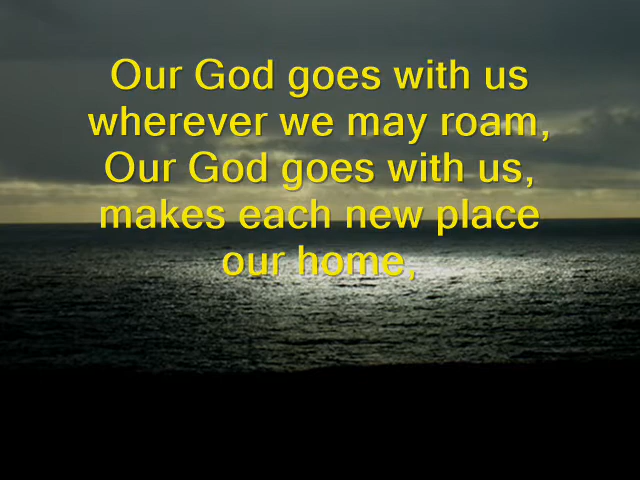 Our God goes with us
wherever we may roam,
Our God goes with us,
makes each new place
our home,